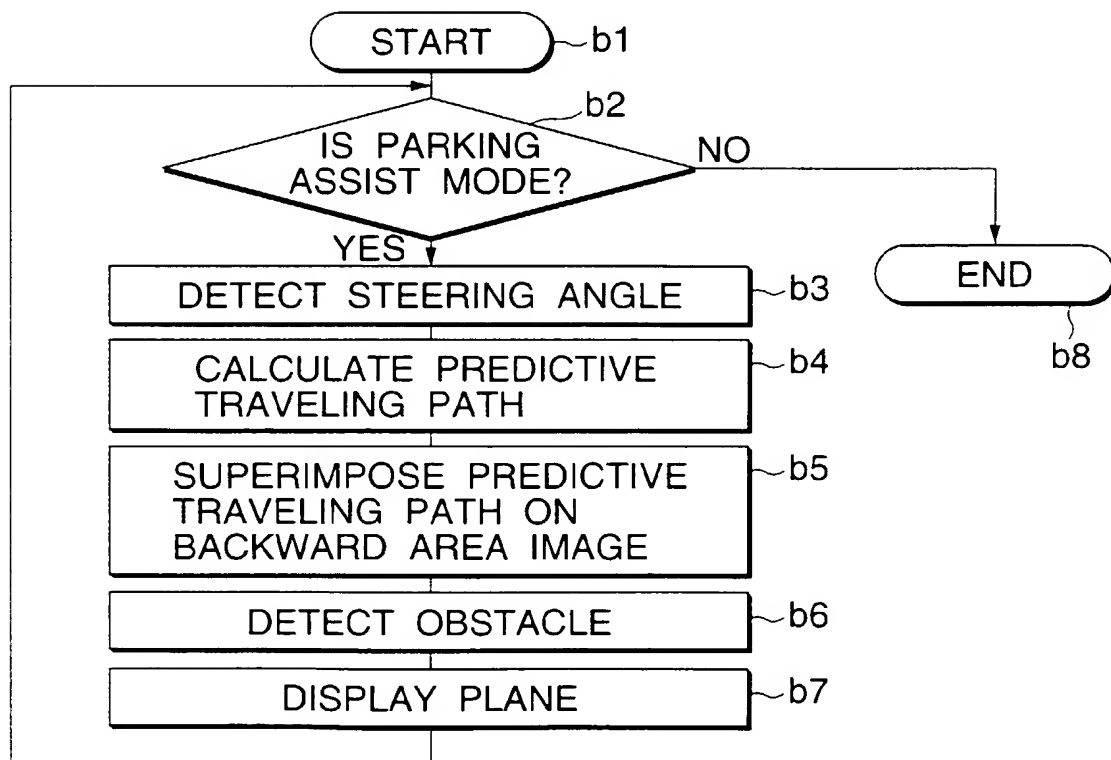 START
b1
b2
IS PARKING
ASSIST MODE?
NO
YES
END
b8
DETECT STEERING ANGLE
b3
CALCULATE PREDICTIVE
TRAVELING PATH
b4
SUPERIMPOSE PREDICTIVE
TRAVELING PATH ON
BACKWARD AREA IMAGE
b5
DETECT OBSTACLE
b6
DISPLAY PLANE
b7